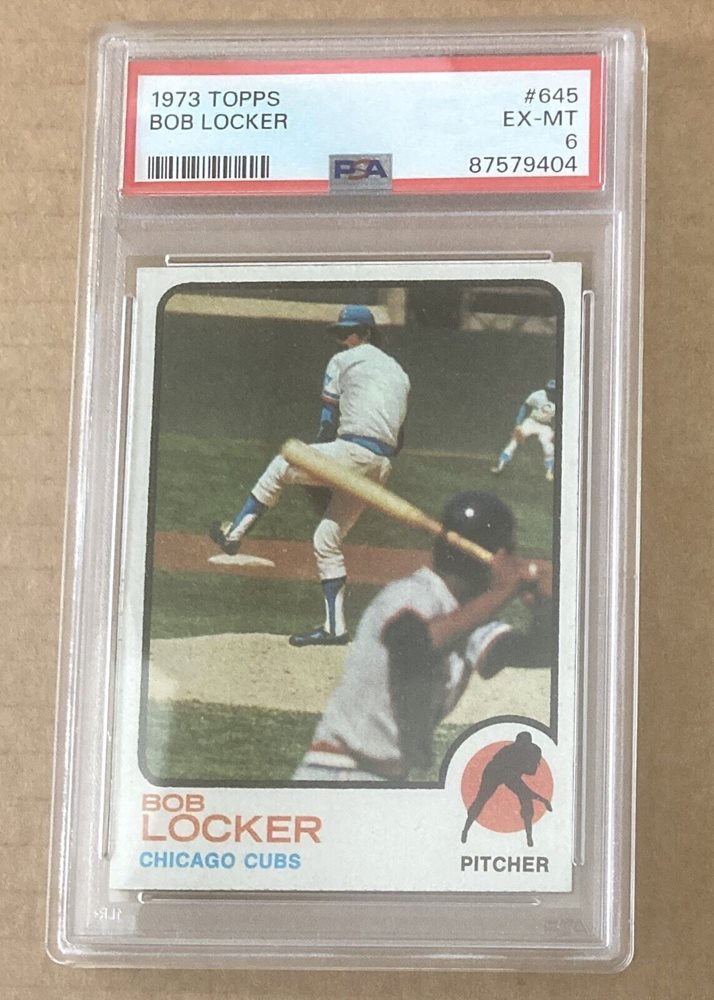 1973 TOPPS #645
BOB LOCKER EX-MT
6
PSA 87579404
BOB
LOCKER
CHICAGO CUBS
PITCHER